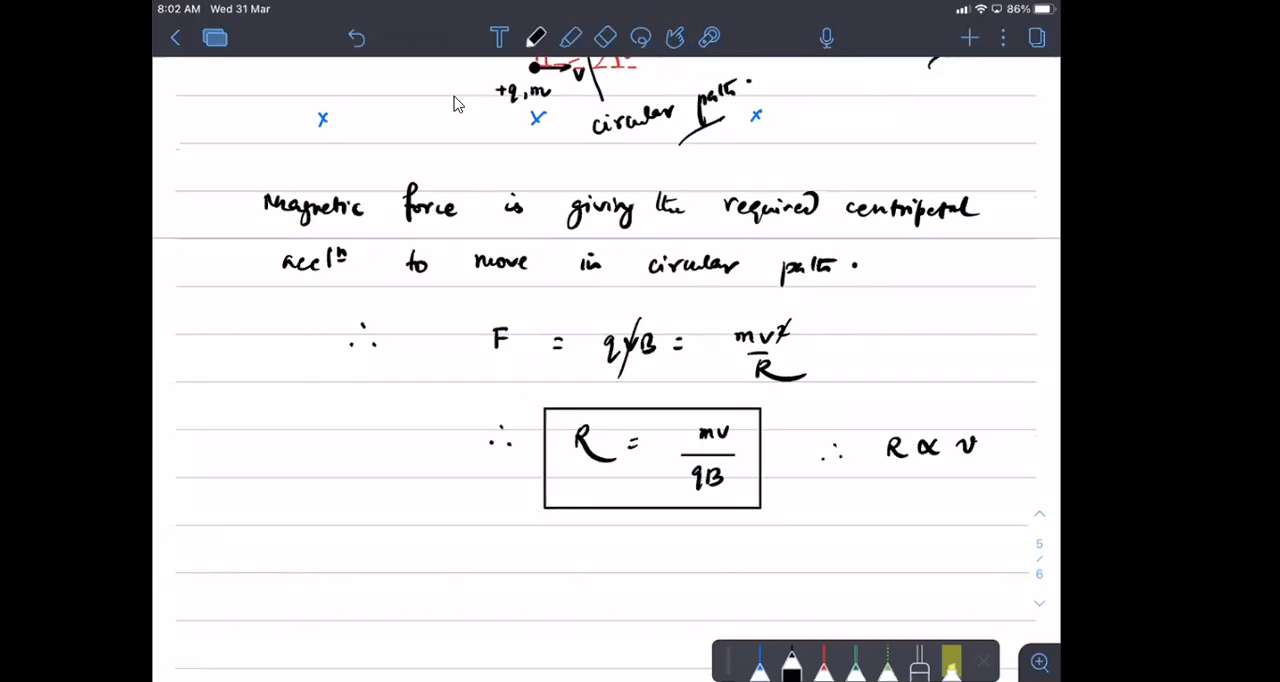 8:02 AM Wed 31 Mar
86%
T
v
+q, m
circular path.
x x x
Magnetic force is giving the required centripetal
accln to move in circular path.
∴ F = qvB = mv²/R
∴ R = mv/qB ∴ R ∝ v
5
/
6